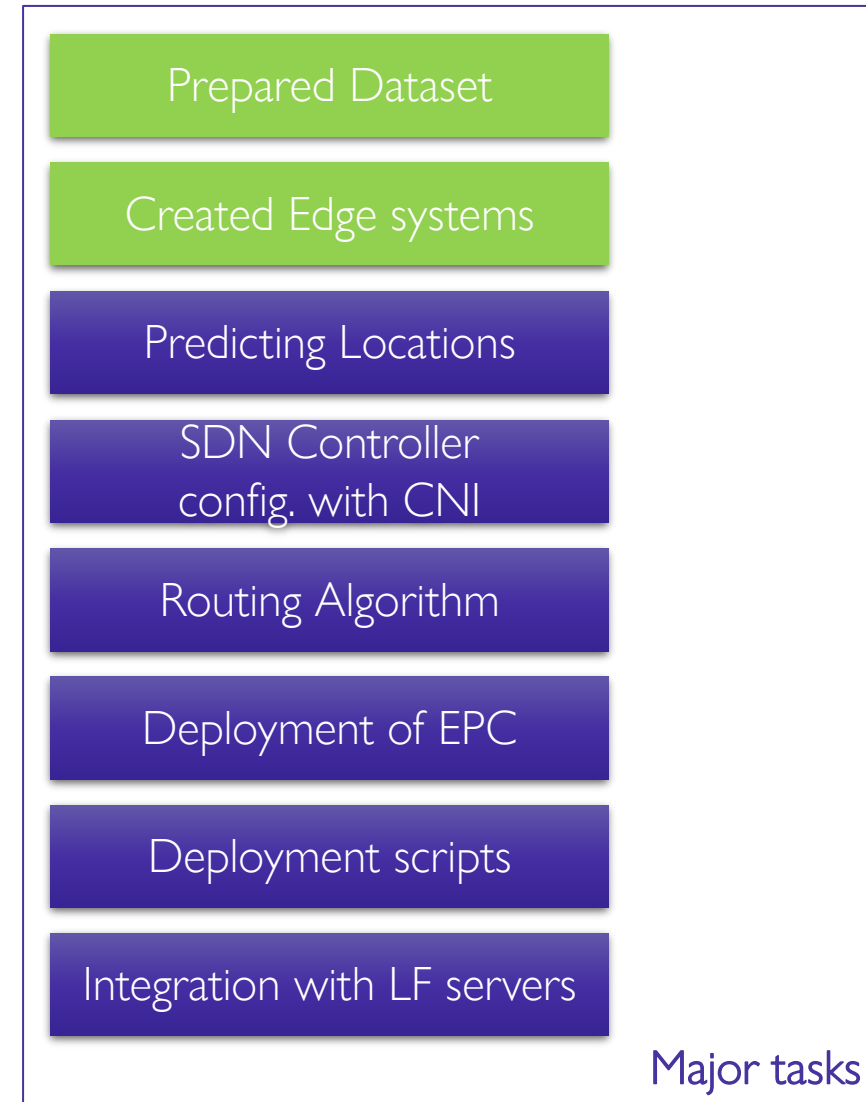 Prepared Dataset
Created Edge systems
Predicting Locations
SDN Controller
config. with CNI
Routing Algorithm
Deployment of EPC
Deployment scripts
Integration with LF servers
Major tasks